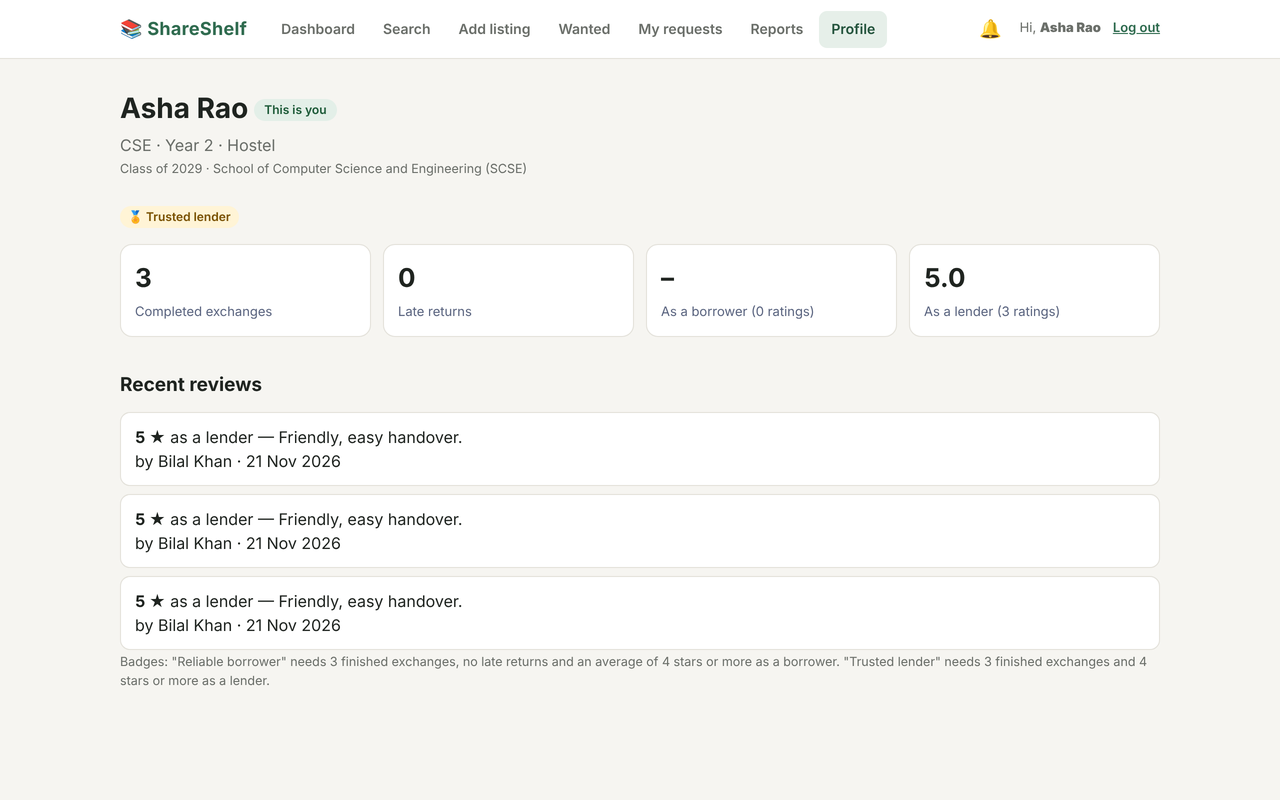 📚 ShareShelf Dashboard Search Add listing Wanted My requests Reports Profile 🔔 Hi, Asha Rao Log out
Asha Rao This is you
CSE · Year 2 · Hostel
Class of 2029 · School of Computer Science and Engineering (SCSE)
🏅 Trusted lender
3
Completed exchanges
0
Late returns
–
As a borrower (0 ratings)
5.0
As a lender (3 ratings)
Recent reviews
5 ★ as a lender — Friendly, easy handover.
by Bilal Khan · 21 Nov 2026
5 ★ as a lender — Friendly, easy handover.
by Bilal Khan · 21 Nov 2026
5 ★ as a lender — Friendly, easy handover.
by Bilal Khan · 21 Nov 2026
Badges: "Reliable borrower" needs 3 finished exchanges, no late returns and an average of 4 stars or more as a borrower. "Trusted lender" needs 3 finished exchanges and 4
stars or more as a lender.